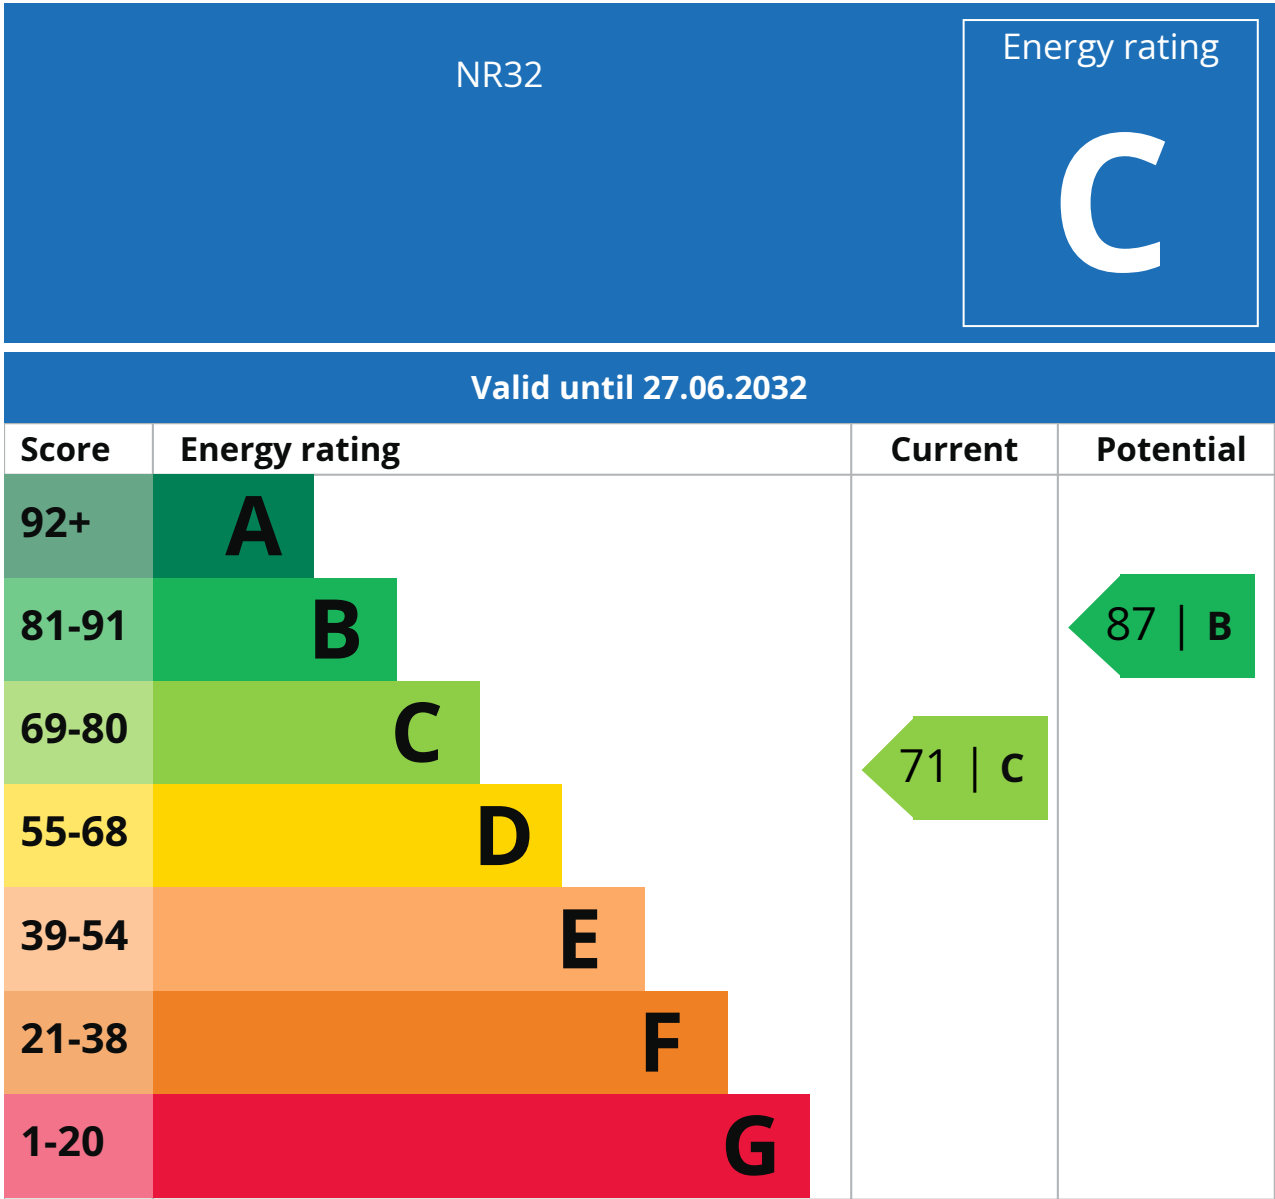 NR32
Energy rating
C
Valid until 27.06.2032
Score Energy rating Current Potential
92+ A
81-91 B 87 | B
69-80 C 71 | C
55-68 D
39-54 E
21-38 F
1-20 G